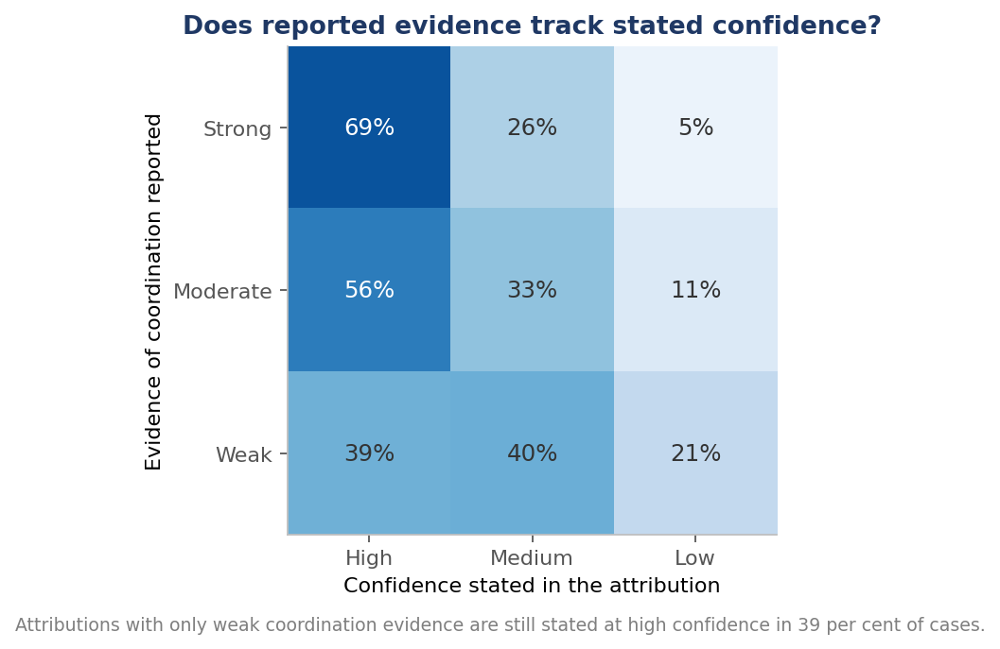 Does reported evidence track stated confidence?
Evidence of coordination reported
Strong
69%
26%
5%
Moderate
56%
33%
11%
Weak
39%
40%
21%
High
Medium
Low
Confidence stated in the attribution
Attributions with only weak coordination evidence are still stated at high confidence in 39 per cent of cases.